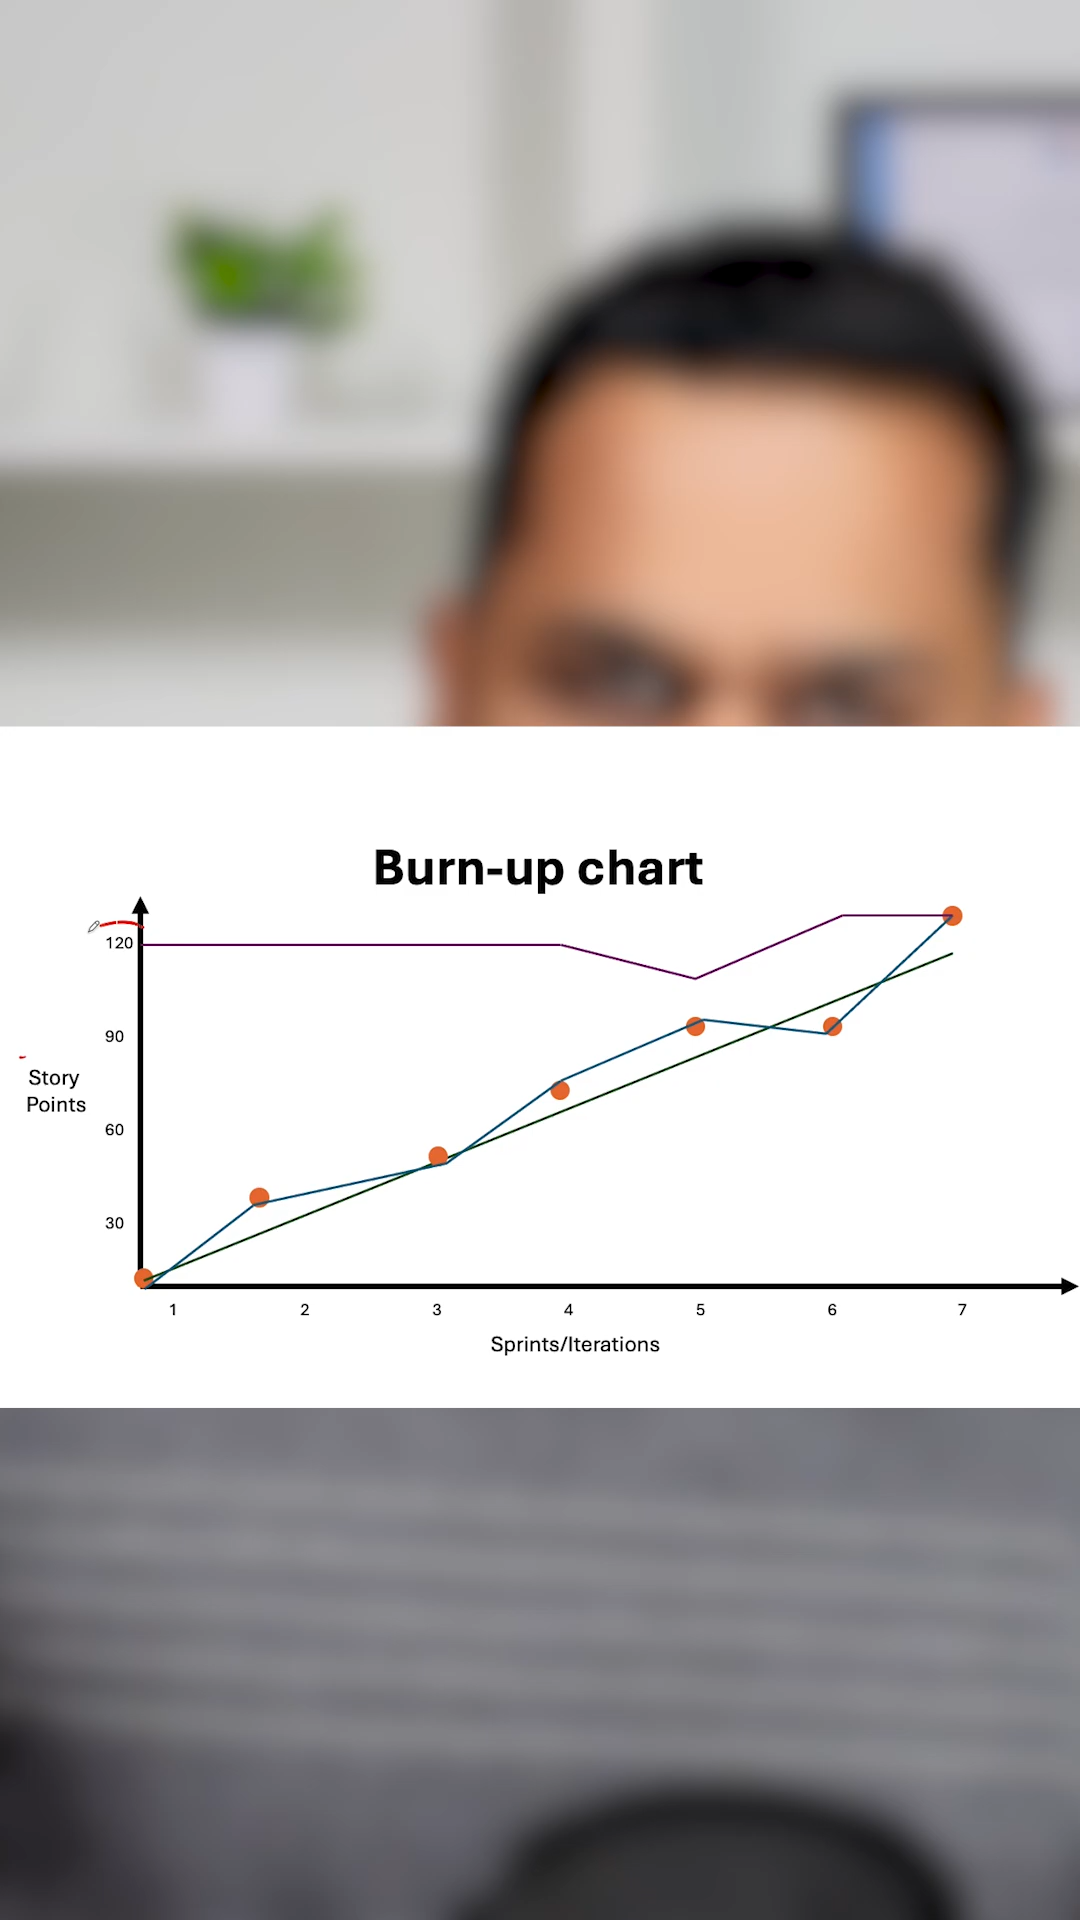 Burn-up chart
120
90
Story
Points
60
30
1 2 3 4 5 6 7
Sprints/Iterations